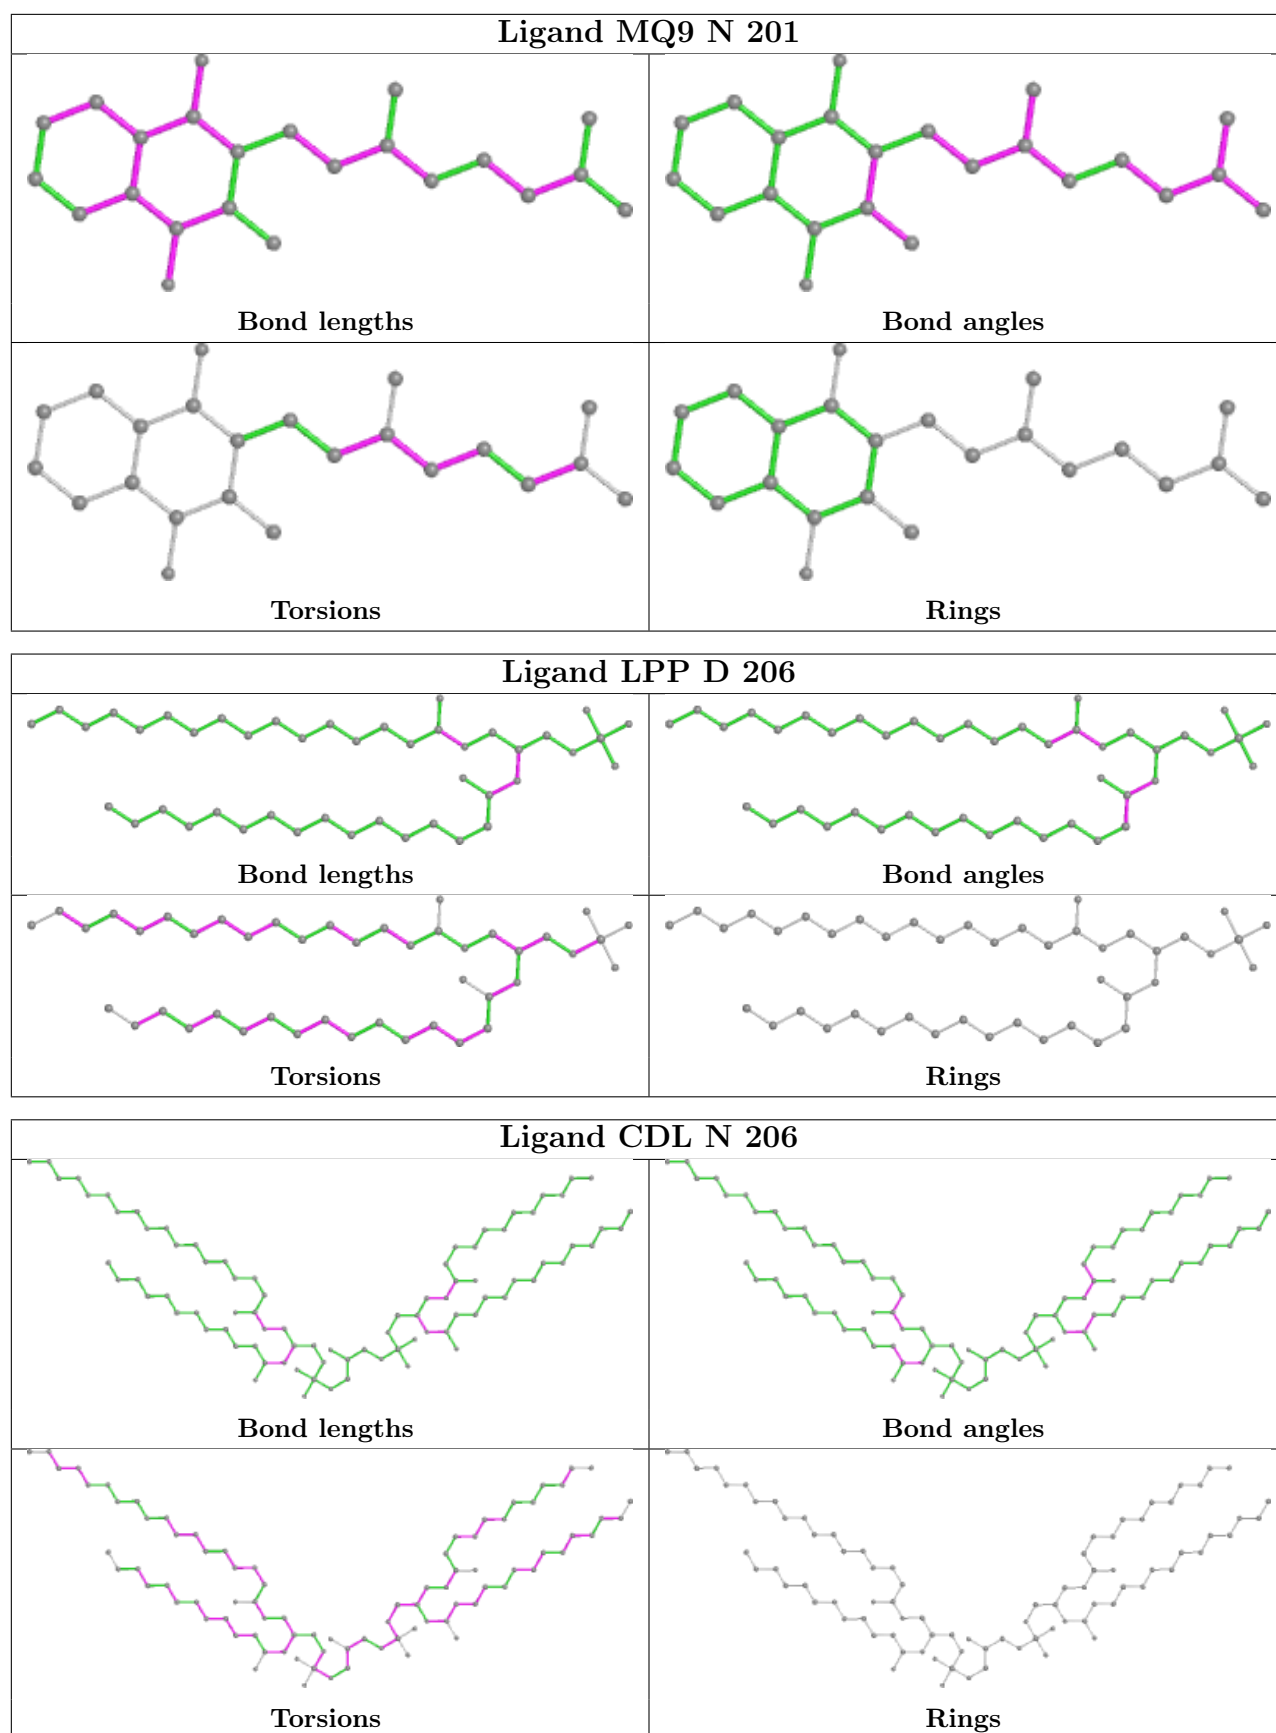 Ligand MQ9 N 201
Bond lengths
Bond angles
Torsions
Rings
Ligand LPP D 206
Bond lengths
Bond angles
Torsions
Rings
Ligand CDL N 206
Bond lengths
Bond angles
Torsions
Rings